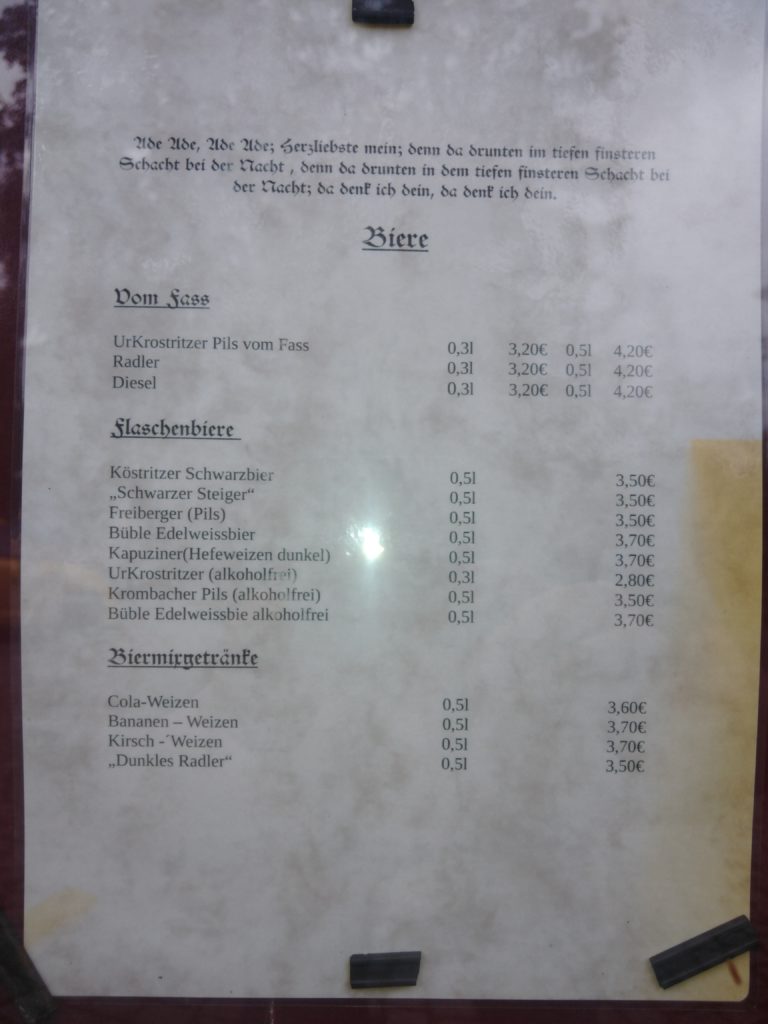 Ade Ade, Ade Ade; Herzliebste mein; denn da drunten im tiefen finsteren
Schacht bei der Nacht , denn da drunten in dem tiefen finsteren Schacht bei
der Nacht; da denk ich dein, da denk ich dein.
Biere
Vom Fass
UrKrostritzer Pils vom Fass 0,3l 3,20€ 0,5l 4,20€
Radler 0,3l 3,20€ 0,5l 4,20€
Diesel 0,3l 3,20€ 0,5l 4,20€
Flaschenbiere
Köstritzer Schwarzbier 0,5l 3,50€
„Schwarzer Steiger“ 0,5l 3,50€
Freiberger (Pils) 0,5l 3,50€
Büble Edelweissbier 0,5l 3,70€
Kapuziner(Hefeweizen dunkel) 0,5l 3,70€
UrKrostritzer (alkoholfrei) 0,3l 2,80€
Krombacher Pils (alkoholfrei) 0,5l 3,50€
Büble Edelweissbie alkoholfrei 0,5l 3,70€
Biermixgetränke
Cola-Weizen 0,5l 3,60€
Bananen – Weizen 0,5l 3,70€
Kirsch -´Weizen 0,5l 3,70€
„Dunkles Radler“ 0,5l 3,50€